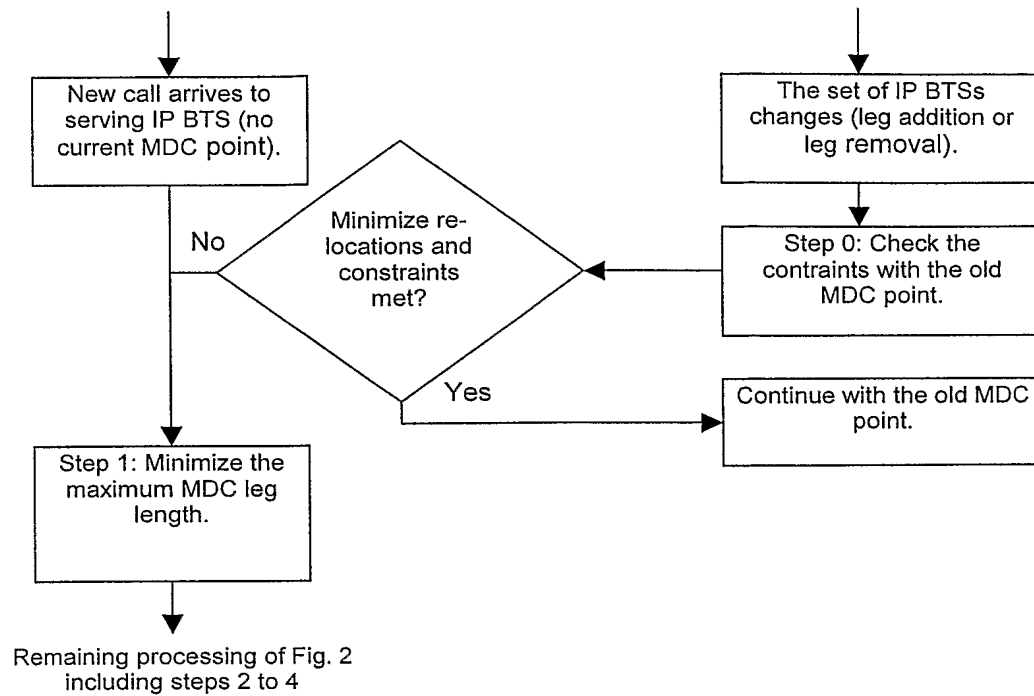 New call arrives to
serving IP BTS (no
current MDC point).
The set of IP BTSs
changes (leg addition or
leg removal).
No
Minimize re-
locations and
constraints
met?
Step 0: Check the
contraints with the old
MDC point.
Yes
Continue with the old MDC
point.
Step 1: Minimize the
maximum MDC leg
length.
Remaining processing of Fig. 2
including steps 2 to 4